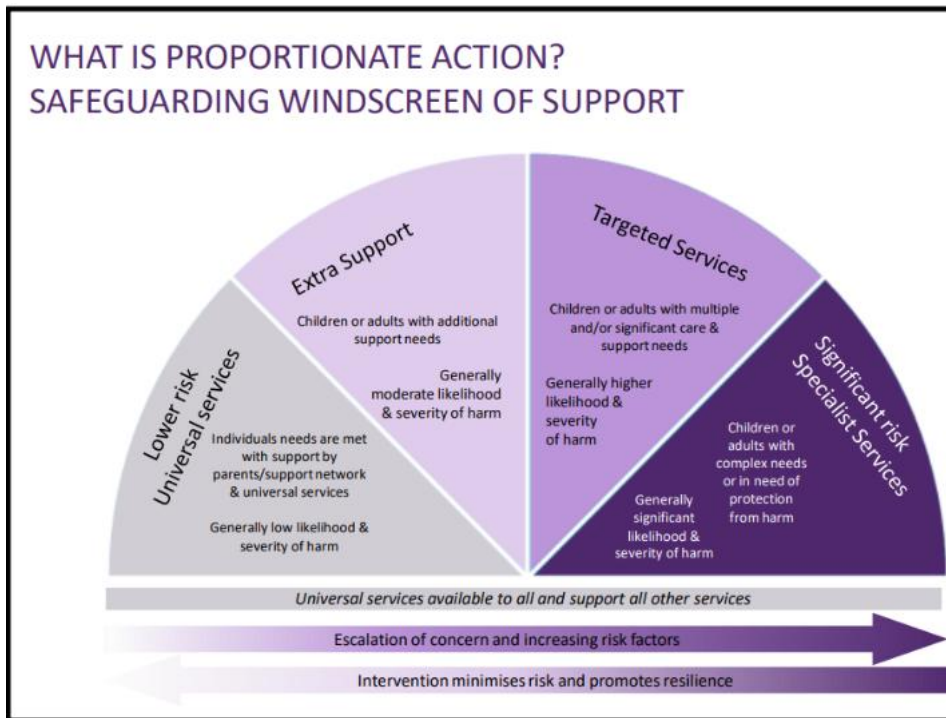 WHAT IS PROPORTIONATE ACTION?
SAFEGUARDING WINDSCREEN OF SUPPORT
Lower risk
Universal services
Individuals needs are met
with support by
parents/support network
& universal services
Generally low likelihood &
severity of harm
Extra Support
Children or adults with additional
support needs
Generally
moderate likelihood
& severity of harm
Targeted Services
Children or adults with multiple
and/or significant care &
support needs
Generally higher
likelihood &
severity
of harm
Significant risk
Specialist Services
Children or
adults with
complex needs
or in need of
protection
from harm
Generally
significant
likelihood &
severity of harm
Universal services available to all and support all other services
Escalation of concern and increasing risk factors
Intervention minimises risk and promotes resilience